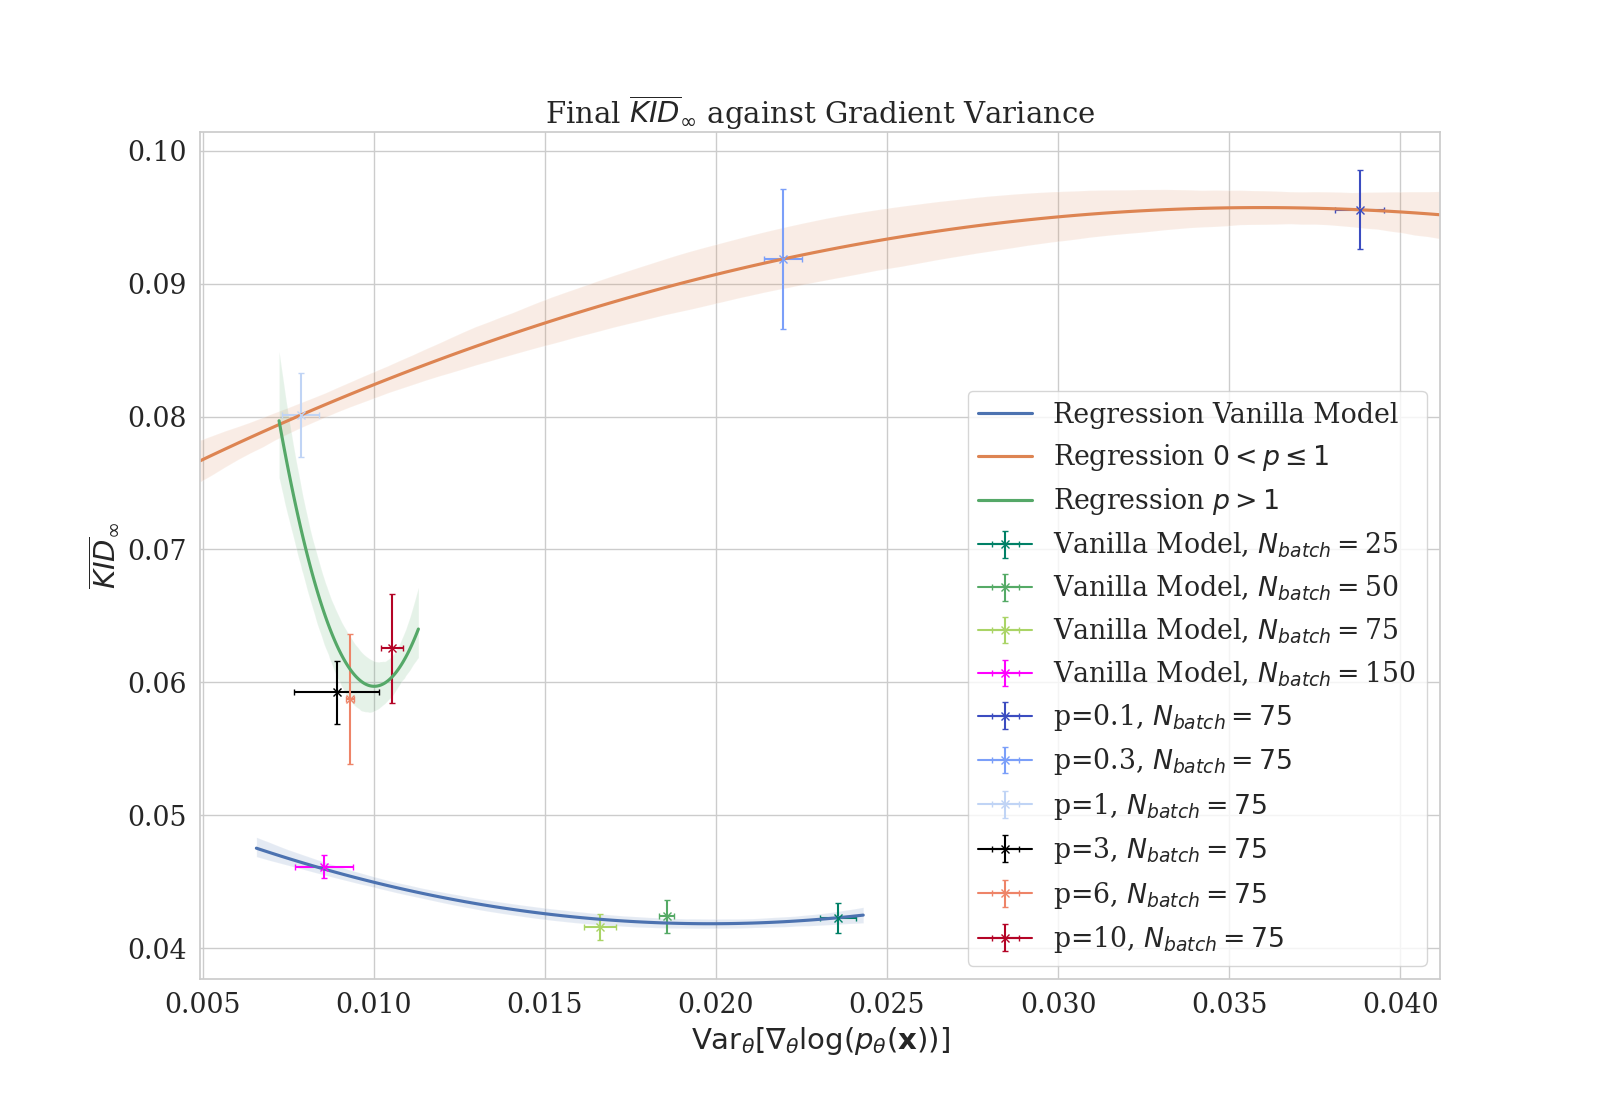 Final $\overline{KID}_\infty$ against Gradient Variance
$\overline{KID}_\infty$
0.10
0.09
0.08
0.07
0.06
0.05
0.04
0.005 0.010 0.015 0.020 0.025 0.030 0.035 0.040
Var$_\theta$[∇$_\theta$log($p_\theta$(**x**))]
Regression Vanilla Model
Regression $0 < p \leq 1$
Regression $p > 1$
Vanilla Model, $N_{batch} = 25$
Vanilla Model, $N_{batch} = 50$
Vanilla Model, $N_{batch} = 75$
Vanilla Model, $N_{batch} = 150$
p=0.1, $N_{batch} = 75$
p=0.3, $N_{batch} = 75$
p=1, $N_{batch} = 75$
p=3, $N_{batch} = 75$
p=6, $N_{batch} = 75$
p=10, $N_{batch} = 75$